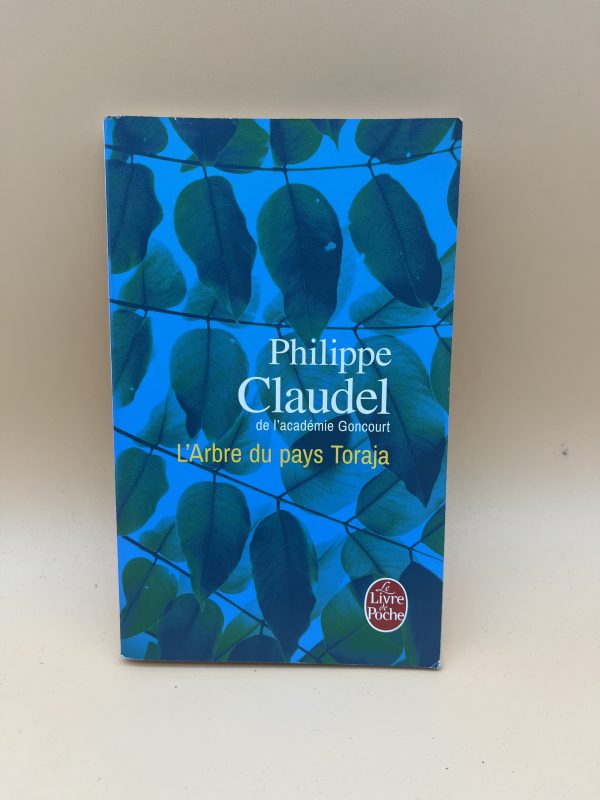 Philippe
Claudel
de l'académie Goncourt
L'Arbre du pays Toraja
Le
Livre
de
Poche